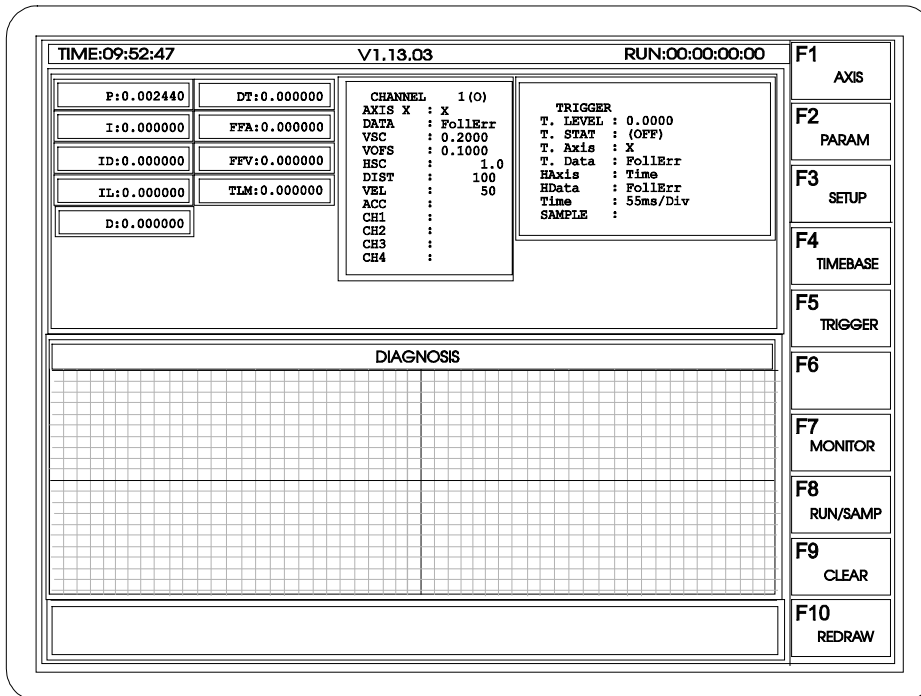 TIME:09:52:47 V1.13.03 RUN:00:00:00:00
P:0.002440 DT:0.000000
I:0.000000 FFA:0.000000
ID:0.000000 FFV:0.000000
IL:0.000000 TLM:0.000000
D:0.000000
CHANNEL 1(O)
AXIS X : X
DATA : FollErr
VSC : 0.2000
VOFS : 0.1000
HSC : 1.0
DIST : 100
VEL : 50
ACC :
CH1 :
CH2 :
CH3 :
CH4 :
TRIGGER
T. LEVEL : 0.0000
T. STAT : (OFF)
T. Axis : X
T. Data : FollErr
HAxis : Time
HData : FollErr
Time : 55ms/Div
SAMPLE :
DIAGNOSIS
F1
AXIS
F2
PARAM
F3
SETUP
F4
TIMEBASE
F5
TRIGGER
F6
F7
MONITOR
F8
RUN/SAMP
F9
CLEAR
F10
REDRAW